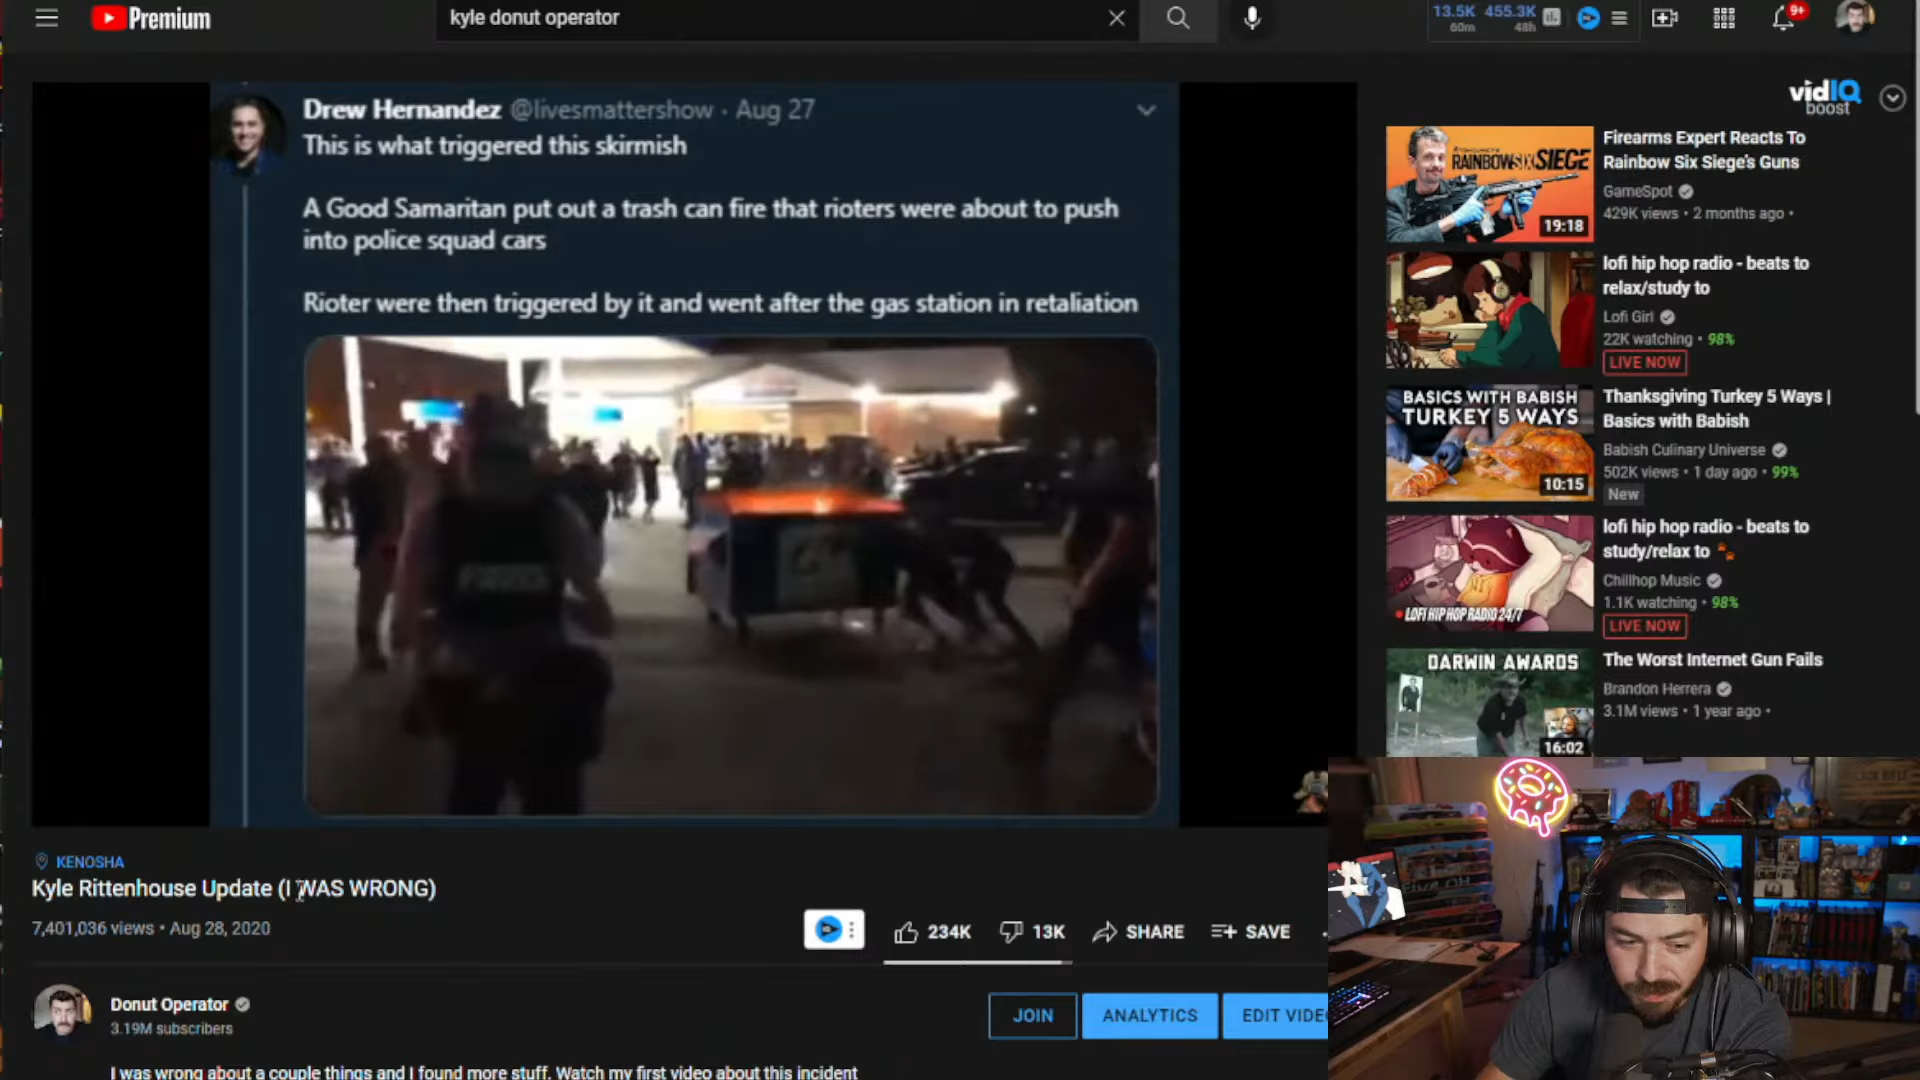 Premium
kyle donut operator
13.5K 455.3K
60m 48h
9+
Drew Hernandez @livesmattershow · Aug 27
This is what triggered this skirmish
A Good Samaritan put out a trash can fire that rioters were about to push
into police squad cars
Rioter were then triggered by it and went after the gas station in retaliation
KENOSHA
Kyle Rittenhouse Update (I WAS WRONG)
7,401,036 views • Aug 28, 2020
234K 13K SHARE SAVE
Donut Operator
3.19M subscribers
JOIN ANALYTICS EDIT VIDEO
I was wrong about a couple things and I found more stuff. Watch my first video about this incident
vidIQ
boost
RAINBOWSIX SIEGE
19:18
Firearms Expert Reacts To
Rainbow Six Siege's Guns
GameSpot
429K views • 2 months ago •
lofi hip hop radio - beats to
relax/study to
Lofi Girl
22K watching • 98%
LIVE NOW
BASICS WITH BABISH
TURKEY 5 WAYS
10:15
Thanksgiving Turkey 5 Ways |
Basics with Babish
Babish Culinary Universe
502K views • 1 day ago • 99%
New
LOFI HIP HOP RADIO 24/7
lofi hip hop radio - beats to
study/relax to
Chillhop Music
1.1K watching • 98%
LIVE NOW
DARWIN AWARDS
16:02
The Worst Internet Gun Fails
Brandon Herrera
3.1M views • 1 year ago •